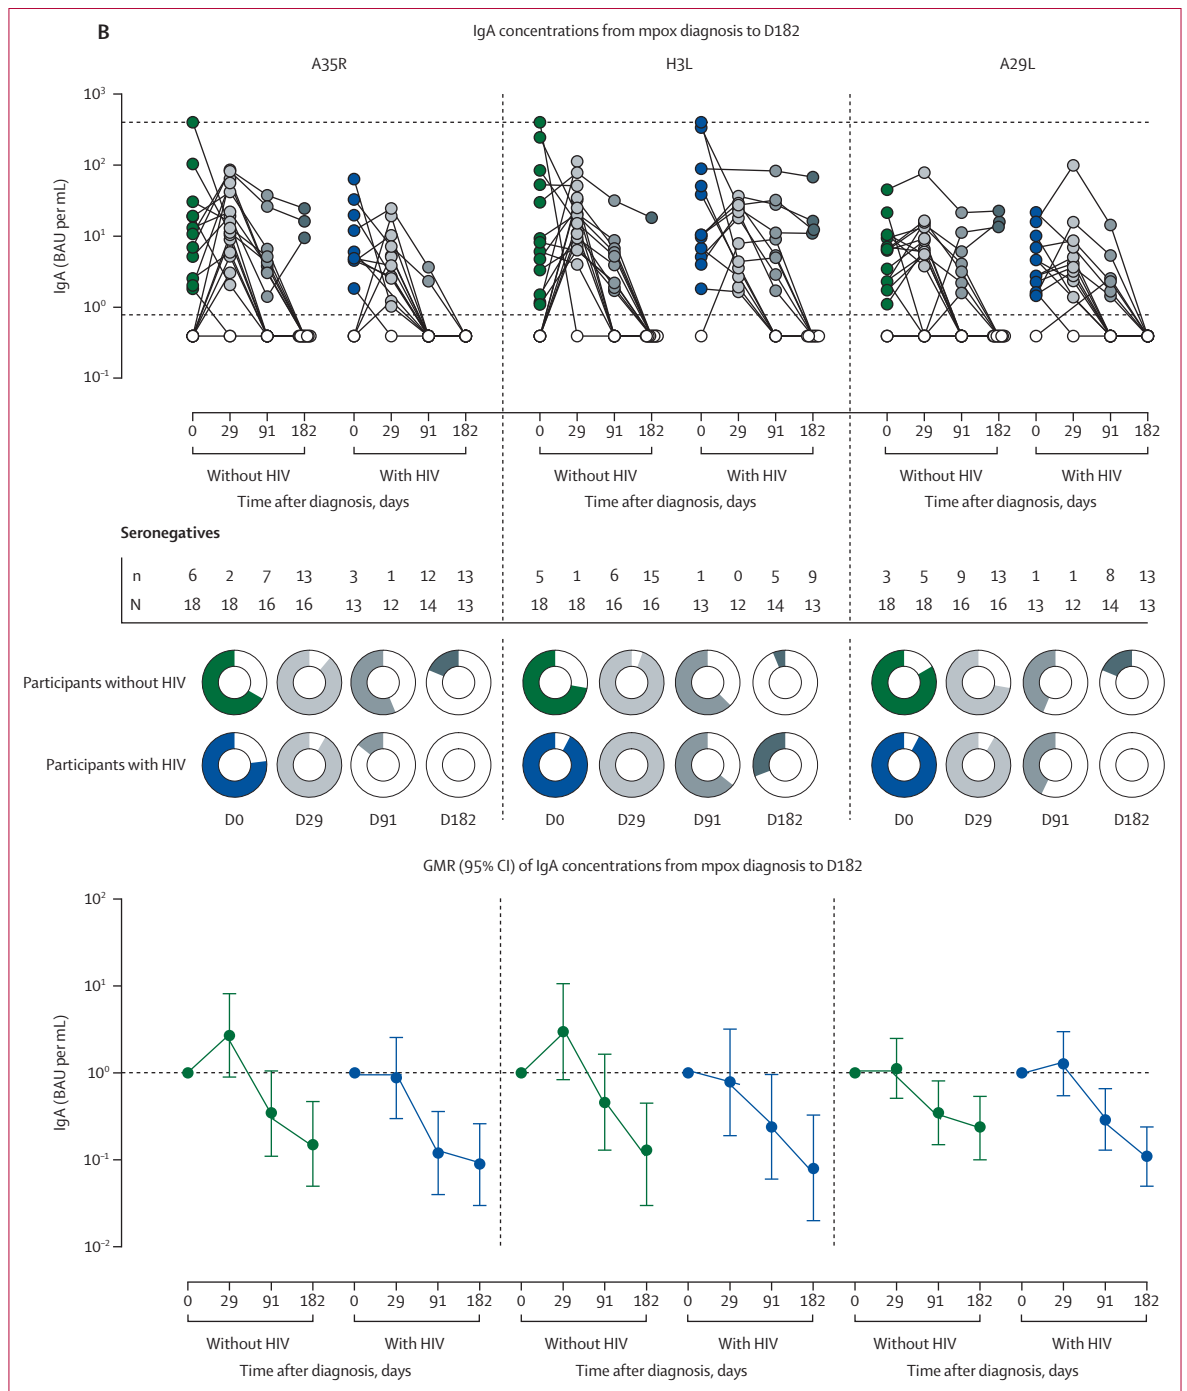 B
IgA concentrations from mpox diagnosis to D182
A35R H3L A29L
IgA (BAU per mL)
10³
10²
10¹
10⁰
10⁻¹
0 29 91 182 0 29 91 182 0 29 91 182 0 29 91 182 0 29 91 182 0 29 91 182
Without HIV With HIV Without HIV With HIV Without HIV With HIV
Time after diagnosis, days Time after diagnosis, days Time after diagnosis, days
Seronegatives
n 6 2 7 13 3 1 12 13 5 1 6 15 1 0 5 9 3 5 9 13 1 1 8 13
N 18 18 16 16 13 12 14 13 18 18 16 16 13 12 14 13 18 18 16 16 13 12 14 13
Participants without HIV
Participants with HIV
D0 D29 D91 D182 D0 D29 D91 D182 D0 D29 D91 D182
GMR (95% CI) of IgA concentrations from mpox diagnosis to D182
IgA (BAU per mL)
10²
10¹
10⁰
10⁻¹
10⁻²
0 29 91 182 0 29 91 182 0 29 91 182 0 29 91 182 0 29 91 182 0 29 91 182
Without HIV With HIV Without HIV With HIV Without HIV With HIV
Time after diagnosis, days Time after diagnosis, days Time after diagnosis, days